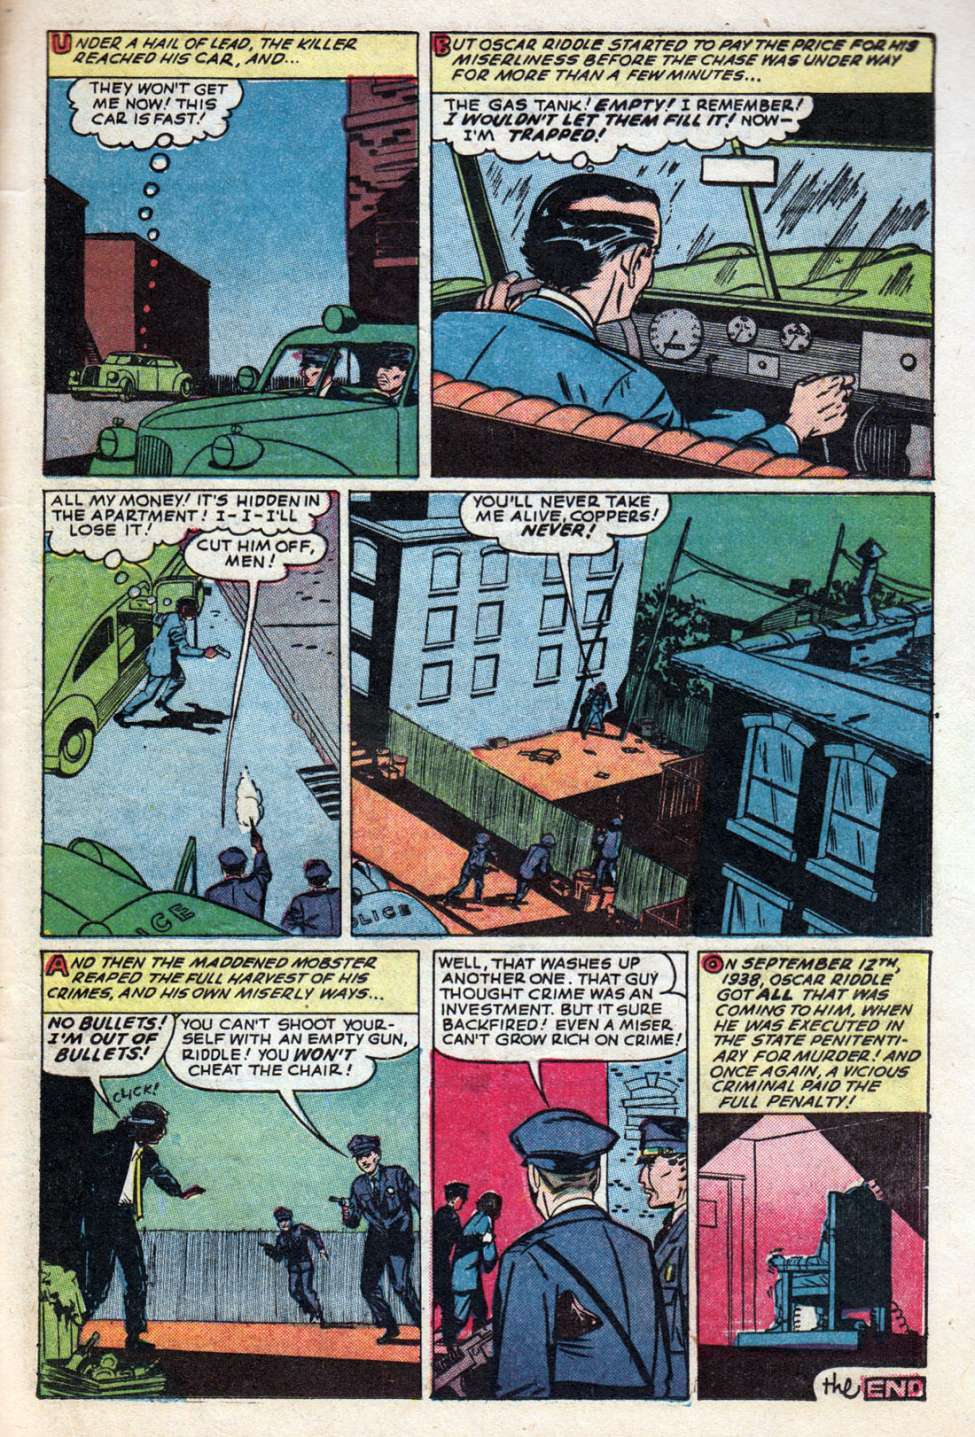 UNDER A HAIL OF LEAD, THE KILLER
REACHED HIS CAR, AND...
THEY WON'T GET
ME NOW! THIS
CAR IS FAST!
BUT OSCAR RIDDLE STARTED TO PAY THE PRICE FOR HIS
MISERLINESS BEFORE THE CHASE WAS UNDER WAY
FOR MORE THAN A FEW MINUTES...
THE GAS TANK! EMPTY! I REMEMBER!
I WOULDN'T LET THEM FILL IT! NOW—
I'M TRAPPED!
ALL MY MONEY! IT'S HIDDEN IN
THE APARTMENT! I-I-I'LL
LOSE IT!
CUT HIM OFF,
MEN!
ICE
YOU'LL NEVER TAKE
ME ALIVE, COPPERS!
NEVER!
OLICE
AND THEN THE MADDENED MOBSTER
REAPED THE FULL HARVEST OF HIS
CRIMES, AND HIS OWN MISERLY WAYS...
NO BULLETS!
I'M OUT OF
BULLETS!
CLICK!
YOU CAN'T SHOOT YOUR-
SELF WITH AN EMPTY GUN,
RIDDLE! YOU WON'T
CHEAT THE CHAIR!
WELL, THAT WASHES UP
ANOTHER ONE. THAT GUY
THOUGHT CRIME WAS AN
INVESTMENT. BUT IT SURE
BACKFIRED! EVEN A MISER
CAN'T GROW RICH ON CRIME!
ON SEPTEMBER 12TH,
1938, OSCAR RIDDLE
GOT ALL THAT WAS
COMING TO HIM, WHEN
HE WAS EXECUTED IN
THE STATE PENITENTI-
ARY FOR MURDER! AND
ONCE AGAIN, A VICIOUS
CRIMINAL PAID THE
FULL PENALTY!
the END